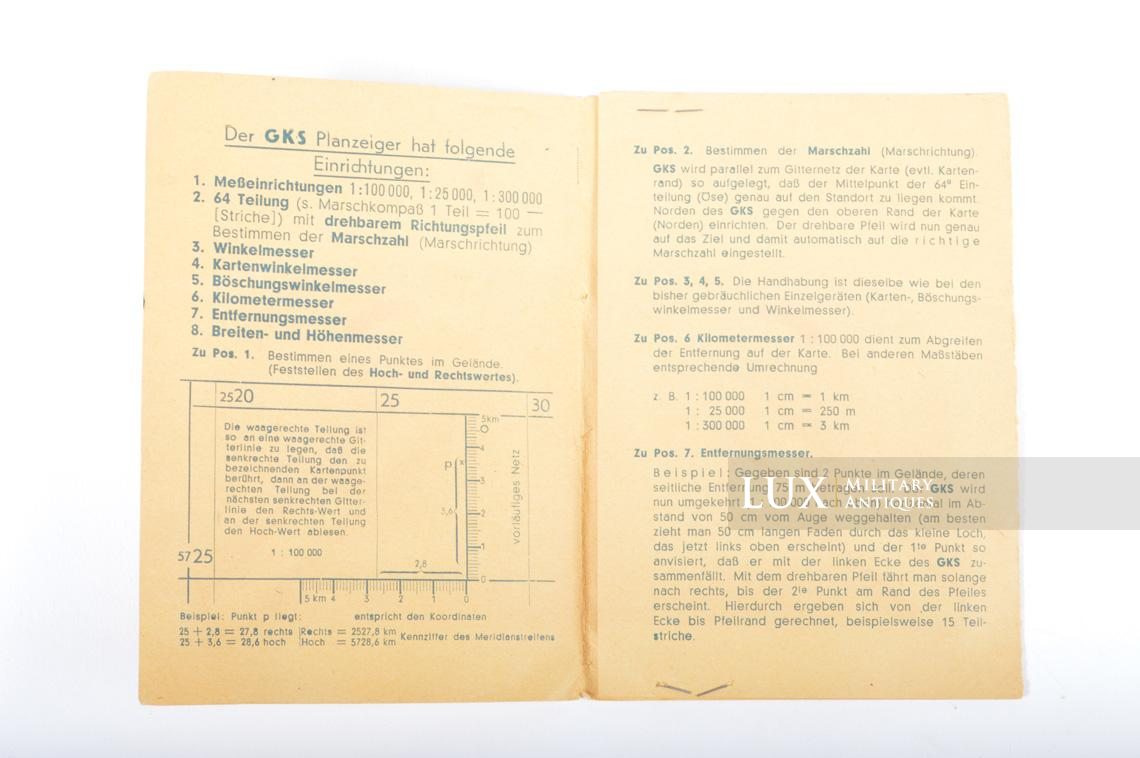 Der GKS Planzeiger hat folgende
Einrichtungen:
1. Meßeinrichtungen 1:100 000, 1:25 000, 1:300 000
2. 64 Teilung (s. Marschkompaß 1 Teil = 100 —
[Striche]) mit drehbarem Richtungspfeil zum
Bestimmen der Marschzahl (Marschrichtung)
3. Winkelmesser
4. Kartenwinkelmesser
5. Böschungswinkelmesser
6. Kilometermesser
7. Entfernungsmesser
8. Breiten- und Höhenmesser
Zu Pos. 1. Bestimmen eines Punktes im Gelände.
(Feststellen des Hoch- und Rechtswertes).
2520
25
30
Die waagerechte Teilung ist
so an eine waagerechte Git-
terlinie zu legen, daß die
senkrechte Teilung den zu
bezeichnenden Kartenpunkt
berührt, dann an der waage-
rechten Teilung bei der
nächsten senkrechten Gitter-
linie den Rechts-Wert und
an der senkrechten Teilung
den Hoch-Wert ablesen.
1 : 100 000
5km
4
3
2
1
0
p x
3,6
2,8
vorläufiges Netz
5725
5 km 4 3 2 1 0
Beispiel: Punkt p liegt: entspricht den Koordinaten
25 + 2,8 = 27,8 rechts Rechts = 2527,8 km
25 + 3,6 = 28,6 hoch Hoch = 5728,6 km
Kennziffer des Meridianstreifens
Zu Pos. 2. Bestimmen der Marschzahl (Marschrichtung).
GKS wird parallel zum Gitternetz der Karte (evtl. Karten-
rand) so aufgelegt, daß der Mittelpunkt der 64º Ein-
teilung (Öse) genau auf den Standort zu liegen kommt.
Norden des GKS gegen den oberen Rand der Karte
(Norden) einrichten. Der drehbare Pfeil wird nun genau
auf das Ziel und damit automatisch auf die richtige
Marschzahl eingestellt.
Zu Pos. 3, 4, 5. Die Handhabung ist dieselbe wie bei den
bisher gebräuchlichen Einzelgeräten (Karten-, Böschungs-
winkelmesser und Winkelmesser).
Zu Pos. 6 Kilometermesser 1 : 100 000 dient zum Abgreifen
der Entfernung auf der Karte. Bei anderen Maßstäben
entsprechende Umrechnung
z. B. 1 : 100 000 1 cm = 1 km
1 : 25 000 1 cm = 250 m
1 : 300 000 1 cm = 3 km
Zu Pos. 7. Entfernungsmesser.
Beispiel: Gegeben sind 2 Punkte im Gelände, deren
seitliche Entfernung 75 m betragen soll. Der GKS wird
nun umgekehrt nach oben) im Ab-
stand von 50 cm vom Auge weggehalten (am besten
zieht man 50 cm langen Faden durch das kleine Loch,
das jetzt links oben erscheint) und der 1te Punkt so
anvisiert, daß er mit der linken Ecke des GKS zu-
sammenfällt. Mit dem drehbaren Pfeil fährt man solange
nach rechts, bis der 2te Punkt am Rand des Pfeiles
erscheint. Hierdurch ergeben sich von der linken
Ecke bis Pfeilrand gerechnet, beispielsweise 15 Teil-
striche.
LUX MILITARY
ANTIQUES